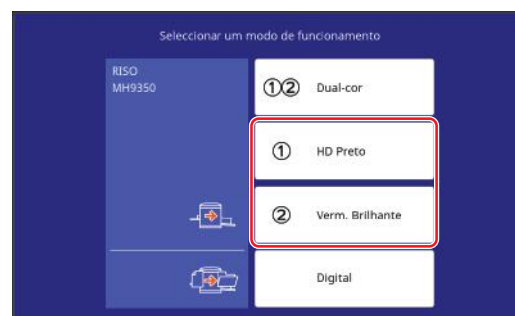 Seleccionar um modo de funcionamento
RISO
MH9350
①② Dual-cor
① HD Preto
② Verm. Brilhante
Digital